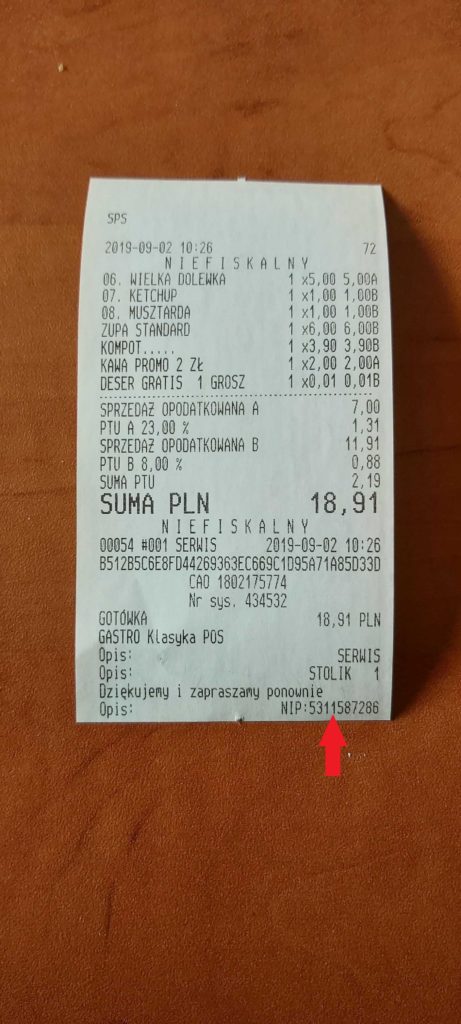 SPS
2019-09-02 10:26 72
N I E F I S K A L N Y
06. WIELKA DOLEWKA 1 x5,00 5,00A
07. KETCHUP 1 x1,00 1,00B
08. MUSZTARDA 1 x1,00 1,00B
ZUPA STANDARD 1 x6,00 6,00B
KOMPOT..... 1 x3,90 3,90B
KAWA PROMO 2 ZŁ 1 x2,00 2,00A
DESER GRATIS 1 GROSZ 1 x0,01 0,01B
SPRZEDAŻ OPODATKOWANA A 7,00
PTU A 23,00 % 1,31
SPRZEDAŻ OPODATKOWANA B 11,91
PTU B 8,00 % 0,88
SUMA PTU 2,19
SUMA PLN 18,91
N I E F I S K A L N Y
00054 #001 SERWIS 2019-09-02 10:26
B512B5C6E8FD44269363EC669C1D95A71A85D33D
CAO 1802175774
Nr sys. 434532
GOTÓWKA 18,91 PLN
GASTRO Klasyka POS
Opis: SERWIS
Opis: STOLIK 1
Dziękujemy i zapraszamy ponownie
Opis: NIP:5311587286